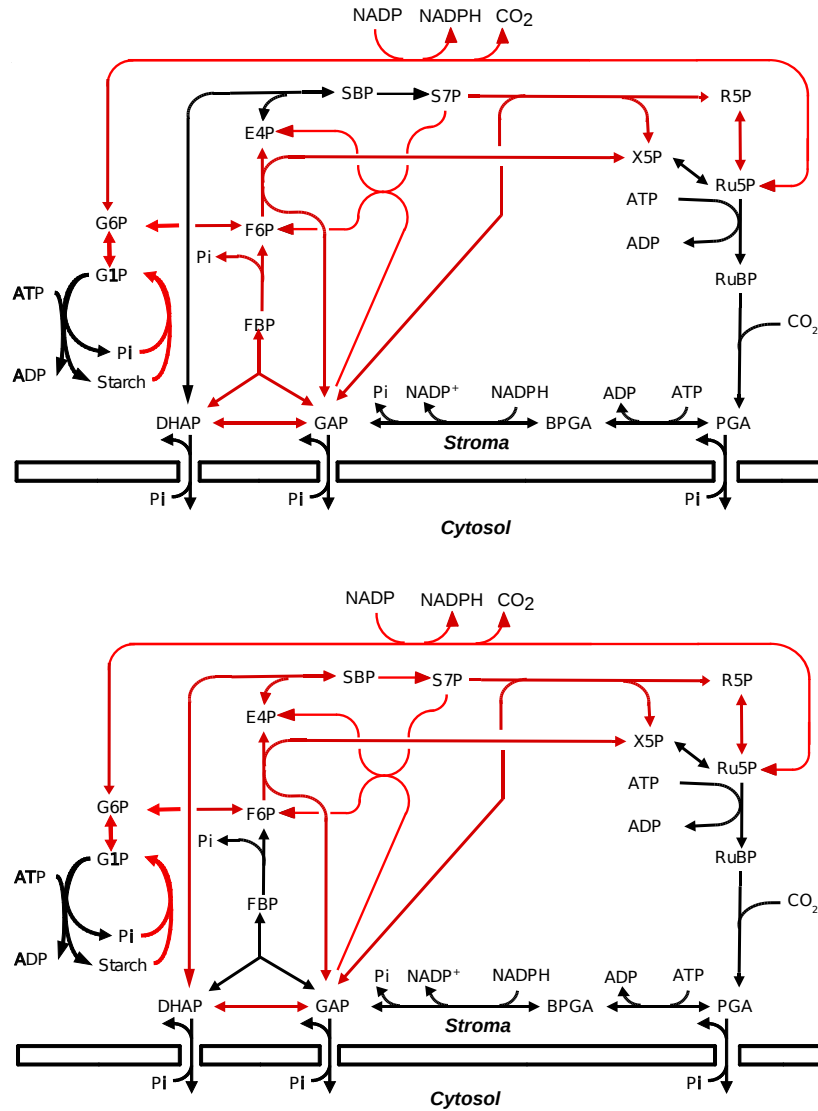 NADP NADPH CO2
SBP S7P R5P
E4P
X5P
Ru5P
ATP
G6P F6P
ADP
Pi
G1P RuBP
ATP
FBP CO2
Pi
ADP Starch
Pi NADP+ NADPH ADP ATP
DHAP GAP BPGA PGA
Stroma
Pi Pi Pi
Cytosol
NADP NADPH CO2
SBP S7P R5P
E4P
X5P
Ru5P
ATP
G6P F6P
ADP
Pi
G1P RuBP
ATP
FBP CO2
Pi
ADP Starch
Pi NADP+ NADPH ADP ATP
DHAP GAP BPGA PGA
Stroma
Pi Pi Pi
Cytosol